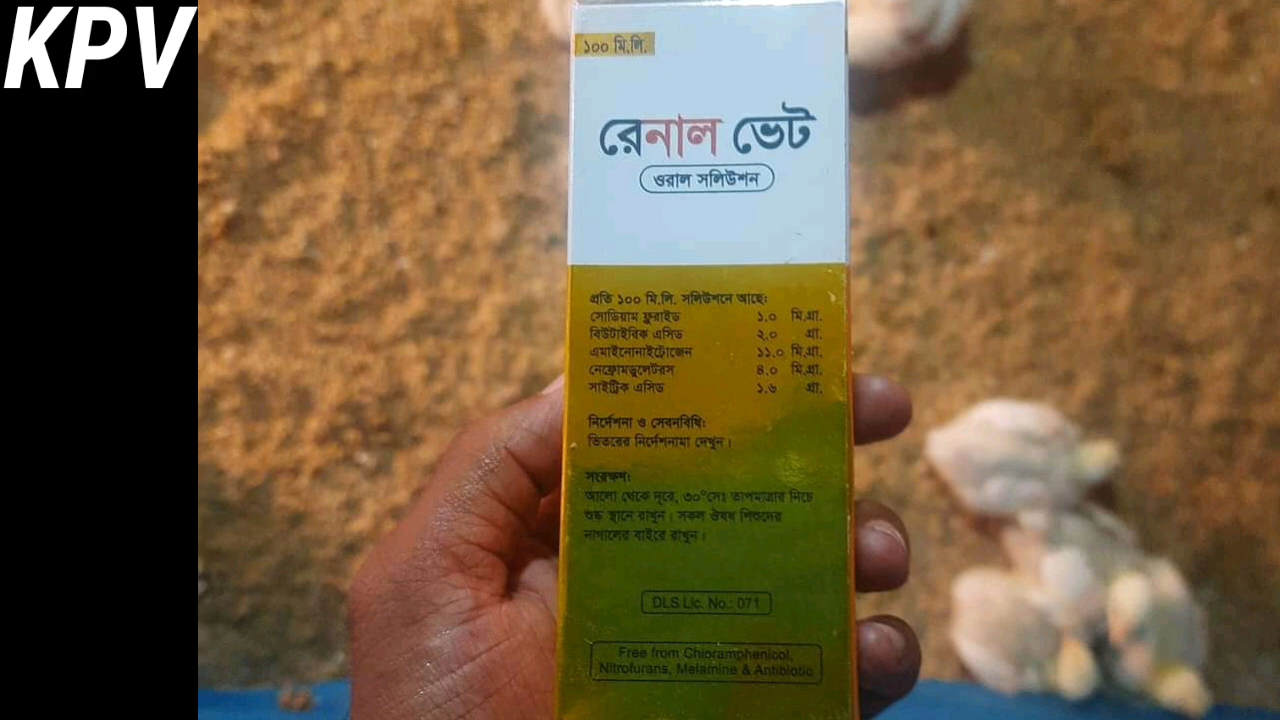 KPV
১০০ মি.লি.
রেনাল ভেট
ওরাল সলিউশন
প্রতি ১০০ মি.লি. সলিউশনে আছেঃ
সোডিয়াম ফ্লুরাইড ১.০ মি.গ্রা.
বিউটাইরিক এসিড ২.০ গ্রা.
এমাইনোনাইট্রোজেন ১১.০ মি.গ্রা.
নেফ্রোমডুলেটরস ৪.০ মি.গ্রা.
সাইট্রিক এসিড ১.৬ গ্রা.
নির্দেশনা ও সেবনবিধিঃ
ভিতরের নির্দেশনামা দেখুন।
সংরক্ষণঃ
আলো থেকে দূরে, ৩০°সেঃ তাপমাত্রার নিচে
শুষ্ক স্থানে রাখুন। সকল ঔষধ শিশুদের
নাগালের বাইরে রাখুন।
DLS Lic. No.: 071
Free from Chloramphenicol,
Nitrofurans, Melamine & Antibiotic